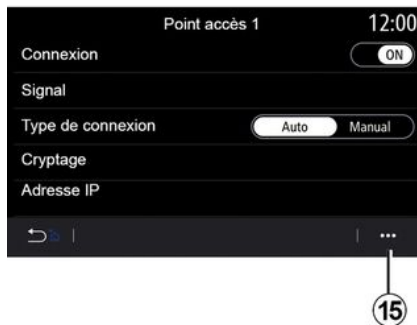 Point accès 1 12:00
Connexion ON
Signal
Type de connexion Auto Manual
Cryptage
Adresse IP
15